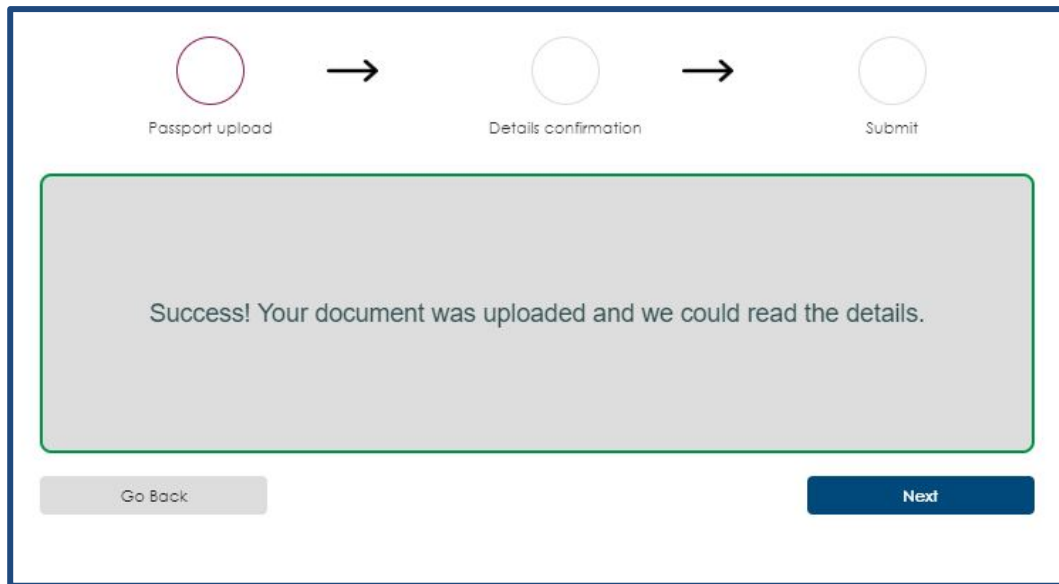 Passport upload
Details confirmation
Submit
Success! Your document was uploaded and we could read the details.
Go Back
Next